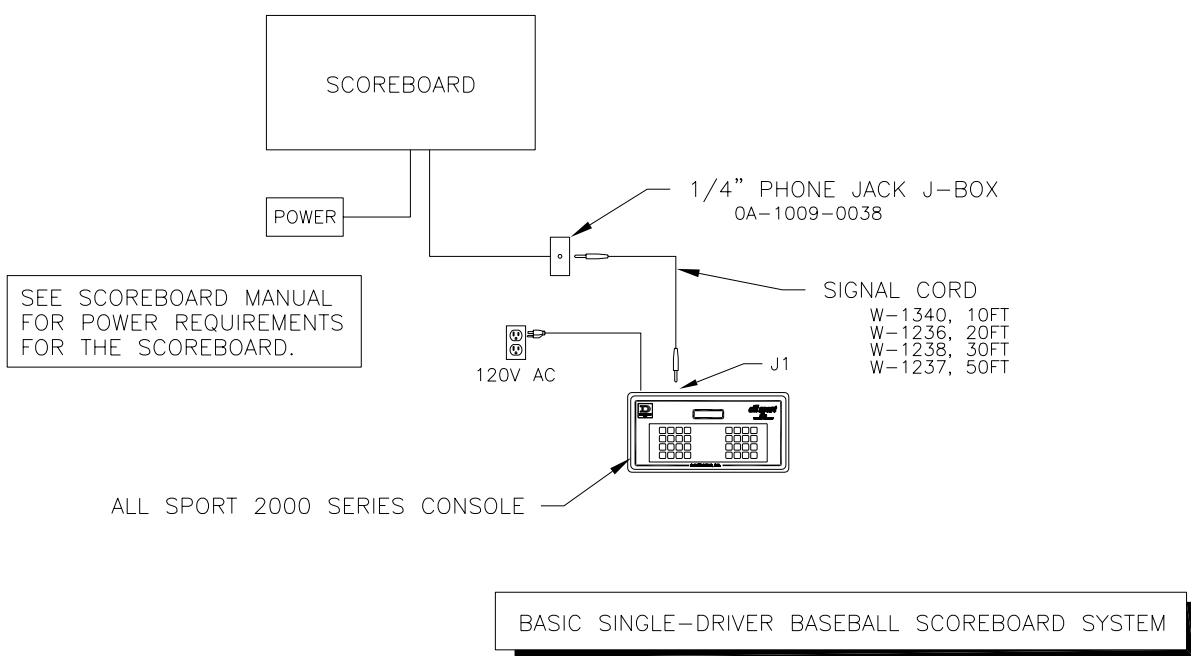 SCOREBOARD
1/4” PHONE JACK J-BOX
0A-1009-0038
POWER
SEE SCOREBOARD MANUAL
FOR POWER REQUIREMENTS
FOR THE SCOREBOARD.
SIGNAL CORD
W-1340, 10FT
W-1236, 20FT
W-1238, 30FT
W-1237, 50FT
120V AC
J1
all sport
ALL SPORT 2000 SERIES CONSOLE
BASIC SINGLE-DRIVER BASEBALL SCOREBOARD SYSTEM